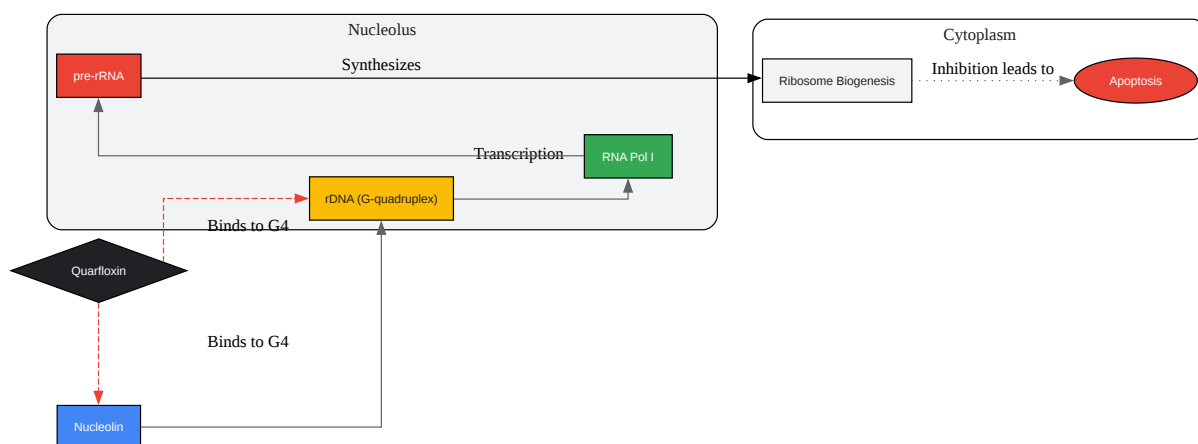 Nucleolus
Cytoplasm
pre-rRNA
Synthesizes
Ribosome Biogenesis
Inhibition leads to
Apoptosis
Transcription
RNA Pol I
rDNA (G-quadruplex)
Binds to G4
Quarfloxin
Binds to G4
Nucleolin